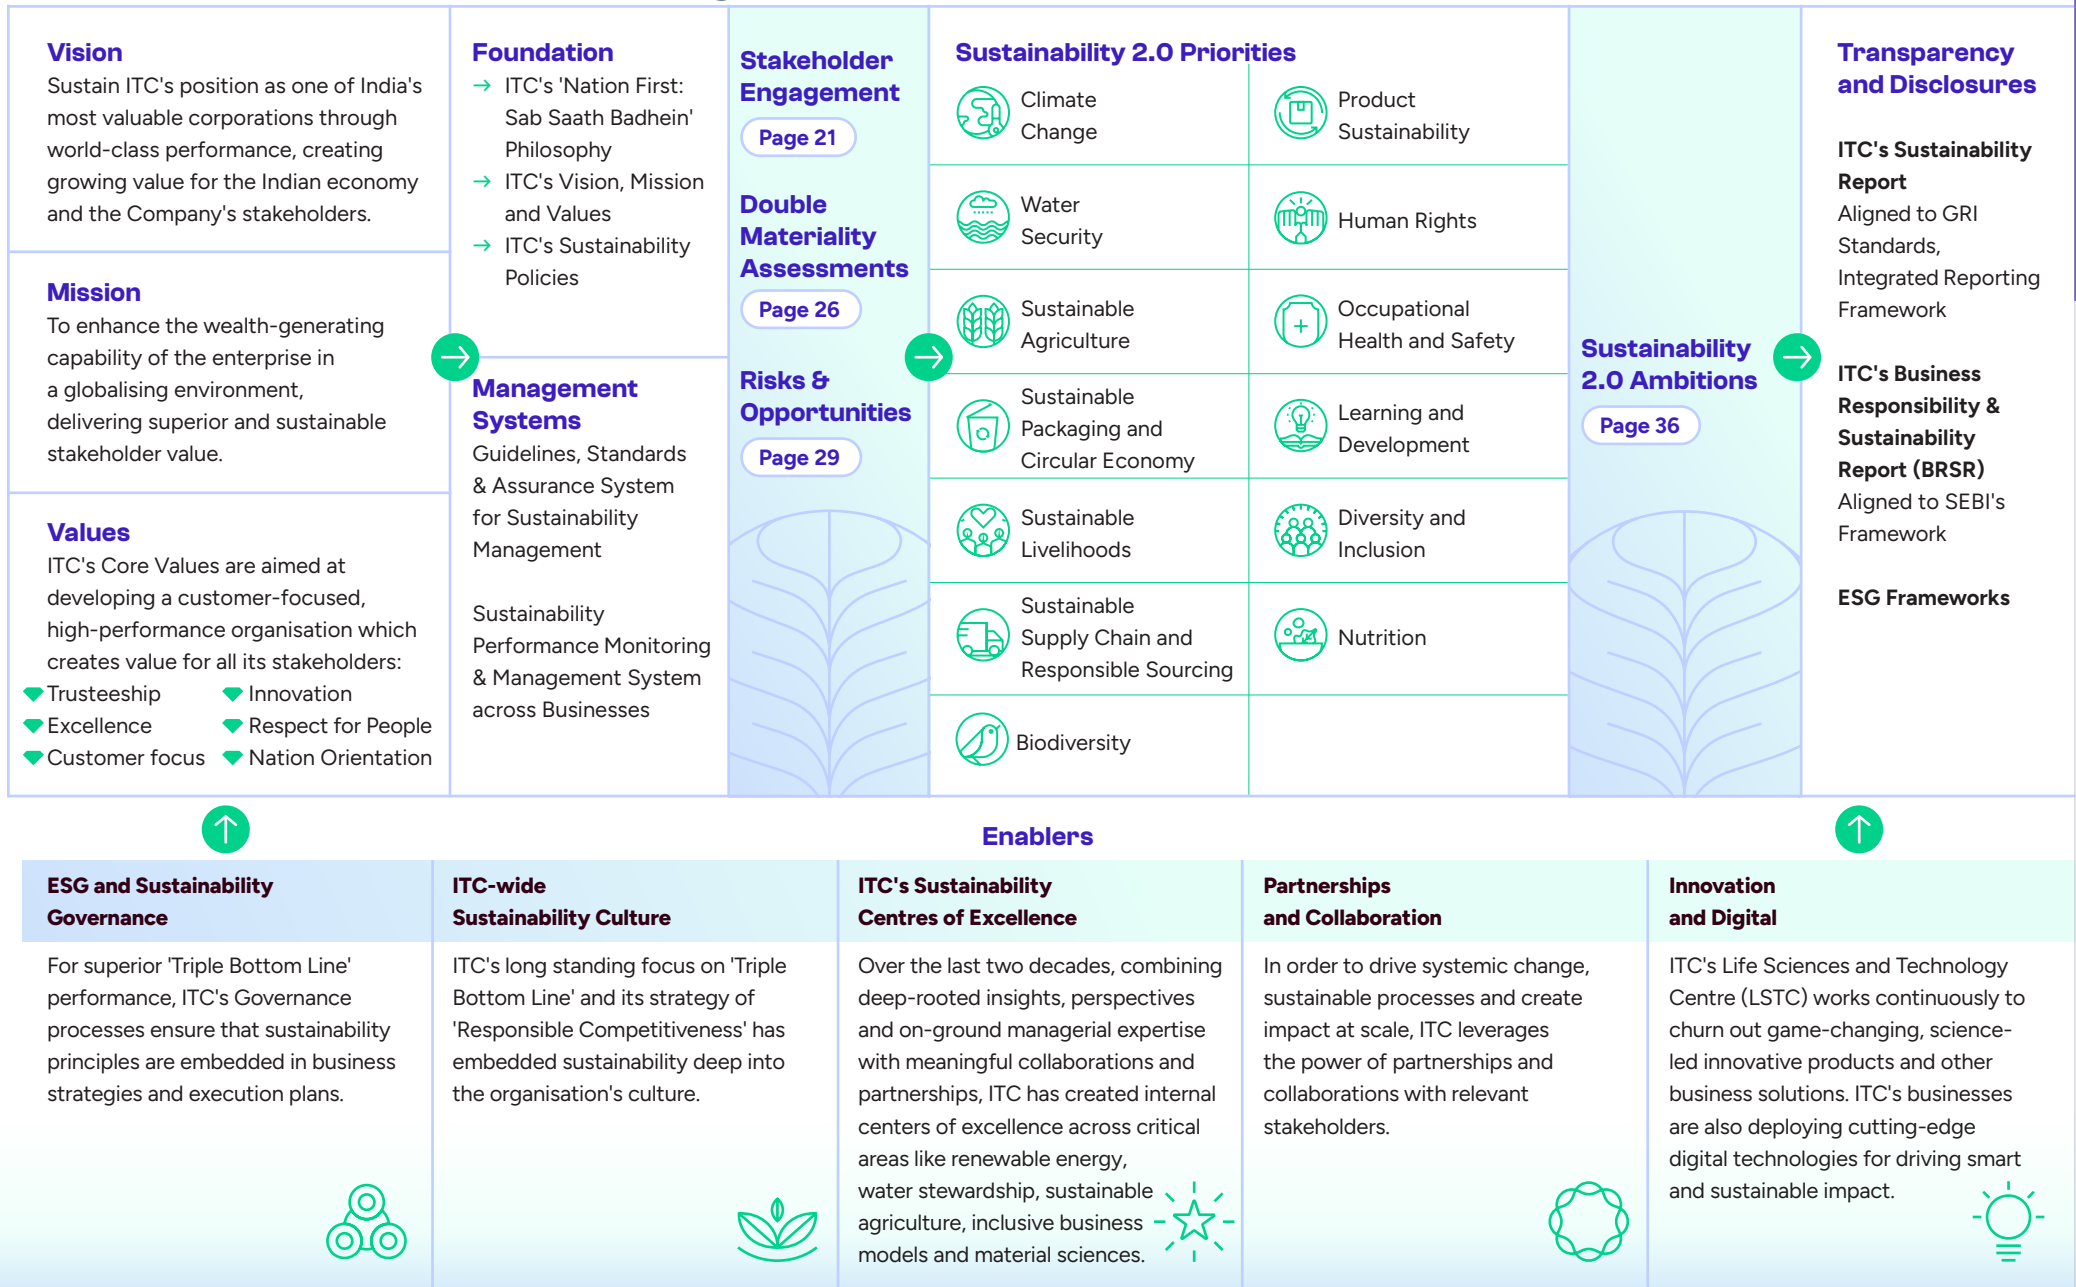 Vision
Sustain ITC's position as one of India's
most valuable corporations through
world-class performance, creating
growing value for the Indian economy
and the Company's stakeholders.
Mission
To enhance the wealth-generating
capability of the enterprise in
a globalising environment,
delivering superior and sustainable
stakeholder value.
Values
ITC's Core Values are aimed at
developing a customer-focused,
high-performance organisation which
creates value for all its stakeholders:
Trusteeship
Excellence
Customer focus
Innovation
Respect for People
Nation Orientation
Foundation
ITC's 'Nation First:
Sab Saath Badhein'
Philosophy
ITC's Vision, Mission
and Values
ITC's Sustainability
Policies
Management
Systems
Guidelines, Standards
& Assurance System
for Sustainability
Management
Sustainability
Performance Monitoring
& Management System
across Businesses
Stakeholder
Engagement
Page 21
Double
Materiality
Assessments
Page 26
Risks &
Opportunities
Page 29
Sustainability 2.0 Priorities
Climate
Change
Product
Sustainability
Water
Security
Human Rights
Sustainable
Agriculture
Occupational
Health and Safety
Sustainable
Packaging and
Circular Economy
Learning and
Development
Sustainable
Livelihoods
Diversity and
Inclusion
Sustainable
Supply Chain and
Responsible Sourcing
Nutrition
Biodiversity
Sustainability
2.0 Ambitions
Page 36
Transparency
and Disclosures
ITC's Sustainability
Report
Aligned to GRI
Standards,
Integrated Reporting
Framework
ITC's Business
Responsibility &
Sustainability
Report (BRSR)
Aligned to SEBI's
Framework
ESG Frameworks
Enablers
ESG and Sustainability
Governance
For superior 'Triple Bottom Line'
performance, ITC's Governance
processes ensure that sustainability
principles are embedded in business
strategies and execution plans.
ITC-wide
Sustainability Culture
ITC's long standing focus on 'Triple
Bottom Line' and its strategy of
'Responsible Competitiveness' has
embedded sustainability deep into
the organisation's culture.
ITC's Sustainability
Centres of Excellence
Over the last two decades, combining
deep-rooted insights, perspectives
and on-ground managerial expertise
with meaningful collaborations and
partnerships, ITC has created internal
centers of excellence across critical
areas like renewable energy,
water stewardship, sustainable
agriculture, inclusive business
models and material sciences.
Partnerships
and Collaboration
In order to drive systemic change,
sustainable processes and create
impact at scale, ITC leverages
the power of partnerships and
collaborations with relevant
stakeholders.
Innovation
and Digital
ITC's Life Sciences and Technology
Centre (LSTC) works continuously to
churn out game-changing, science-
led innovative products and other
business solutions. ITC's businesses
are also deploying cutting-edge
digital technologies for driving smart
and sustainable impact.